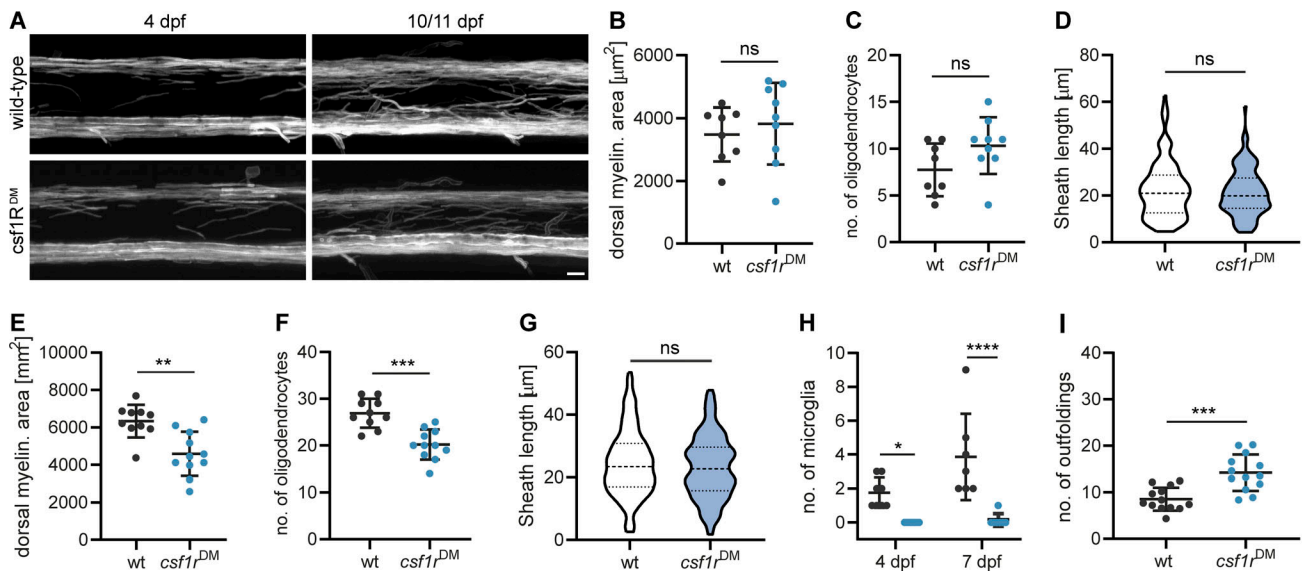 A
4 dpf
10/11 dpf
wild-type
csf1R^DM
B
dorsal myelin. area [μm²]
6000
4000
2000
0
ns
wt
csf1r^DM
C
no. of oligodendrocytes
20
15
10
5
0
ns
wt
csf1r^DM
D
Sheath length [μm]
80
60
40
20
0
ns
wt
csf1r^DM
E
dorsal myelin. area [mm²]
10000
8000
6000
4000
2000
0
**
wt
csf1r^DM
F
no. of oligodendrocytes
40
30
20
10
0
***
wt
csf1r^DM
G
Sheath length [μm]
60
40
20
0
ns
wt
csf1r^DM
H
no. of microglia
10
8
6
4
2
0
*
****
4 dpf
7 dpf
I
no. of outfoldings
30
20
10
0
***
wt
csf1r^DM